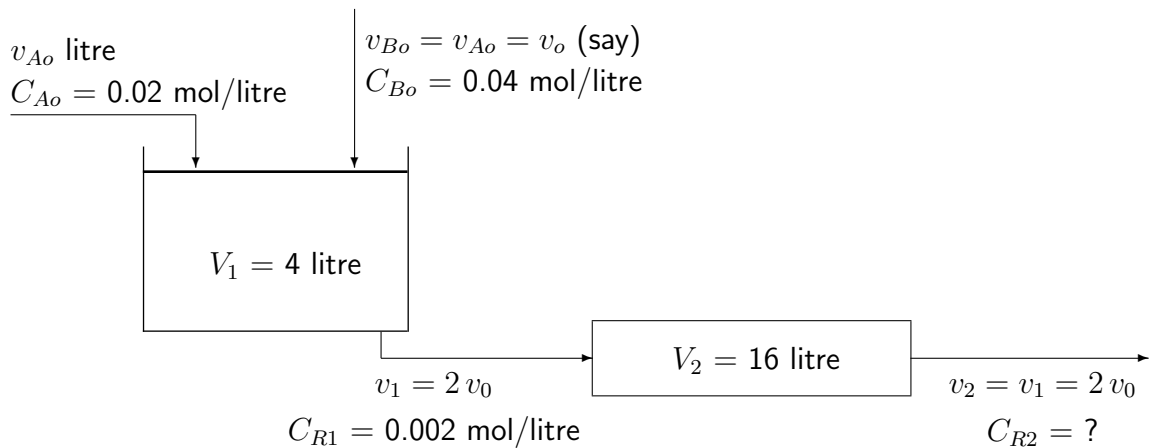 v_{Ao} litre
C_{Ao} = 0.02 mol/litre
v_{Bo} = v_{Ao} = v_o (say)
C_{Bo} = 0.04 mol/litre
V_1 = 4 litre
V_2 = 16 litre
v_1 = 2 v_0
C_{R1} = 0.002 mol/litre
v_2 = v_1 = 2 v_0
C_{R2} = ?